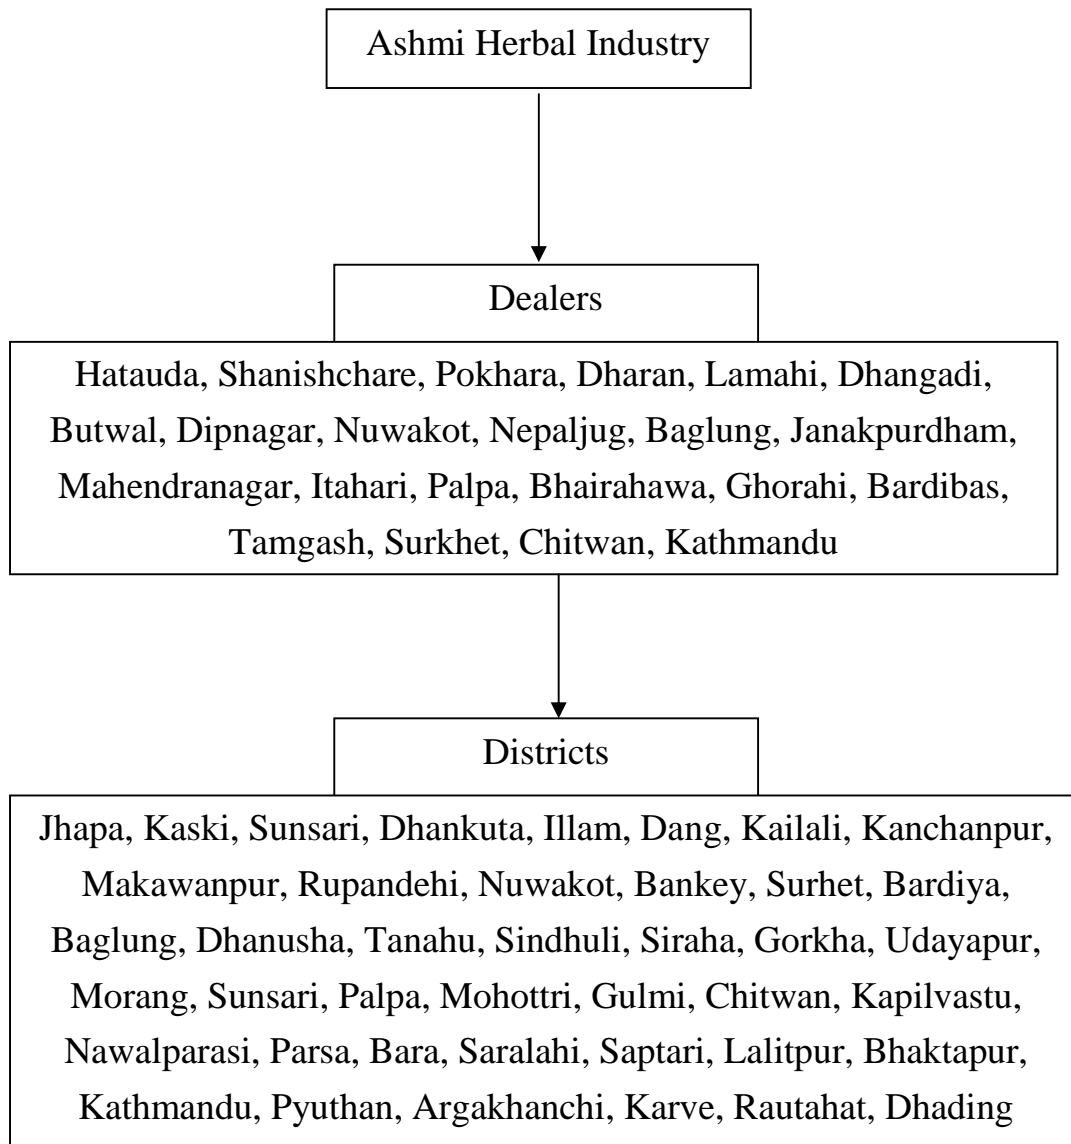 Ashmi Herbal Industry
Dealers
Hatauda, Shanishchare, Pokhara, Dharan, Lamahi, Dhangadi,
Butwal, Dipnagar, Nuwakot, Nepaljug, Baglung, Janakpurdham,
Mahendranagar, Itahari, Palpa, Bhairahawa, Ghorahi, Bardibas,
Tamgash, Surkhet, Chitwan, Kathmandu
Districts
Jhapa, Kaski, Sunsari, Dhankuta, Illam, Dang, Kailali, Kanchanpur,
Makawanpur, Rupandehi, Nuwakot, Bankey, Surhet, Bardiya,
Baglung, Dhanusha, Tanahu, Sindhuli, Siraha, Gorkha, Udayapur,
Morang, Sunsari, Palpa, Mohottri, Gulmi, Chitwan, Kapilvastu,
Nawalparasi, Parsa, Bara, Saralahi, Saptari, Lalitpur, Bhaktapur,
Kathmandu, Pyuthan, Argakhanchi, Karve, Rautahat, Dhading